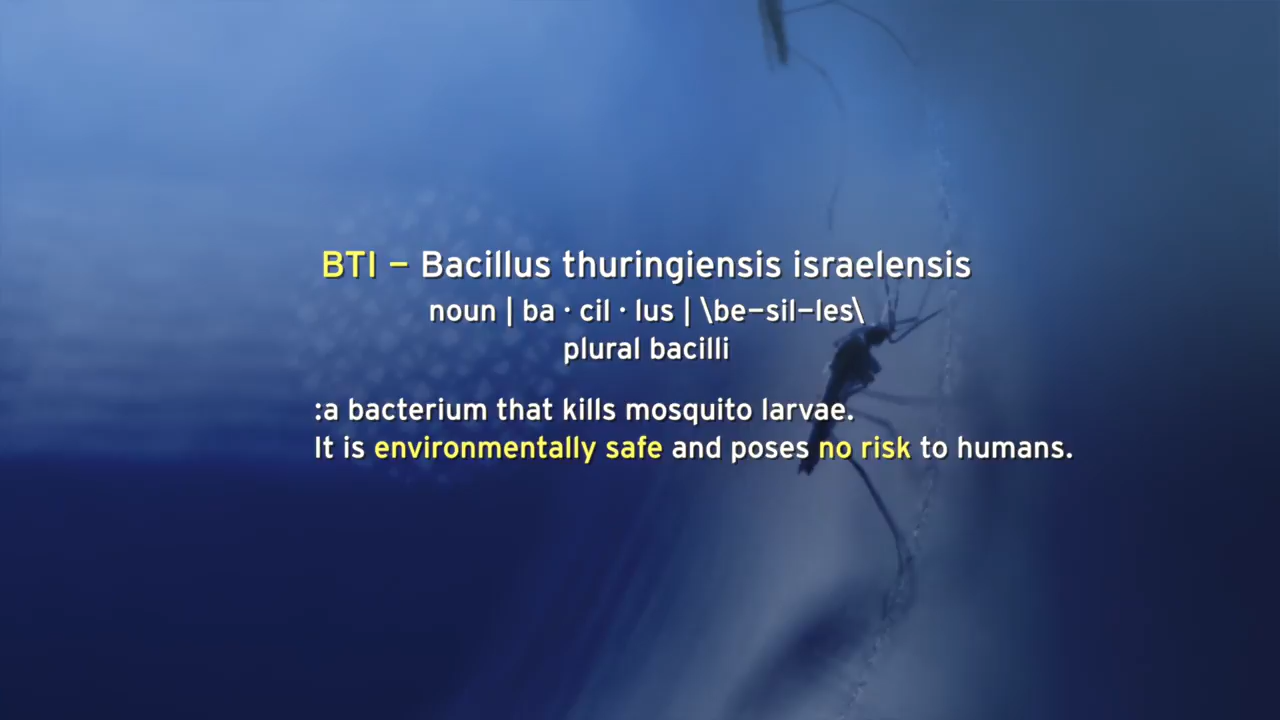 BTI – Bacillus thuringiensis israelensis
noun | ba · cil · lus | \be–sil–les\
plural bacilli
:a bacterium that kills mosquito larvae.
It is environmentally safe and poses no risk to humans.